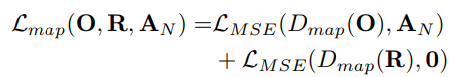 𝓛_{map}(𝐎, 𝐑, 𝐀_N) = ℒ_{MSE}(D_{map}(𝐎), 𝐀_N)
+ ℒ_{MSE}(D_{map}(𝐑), 𝟎)